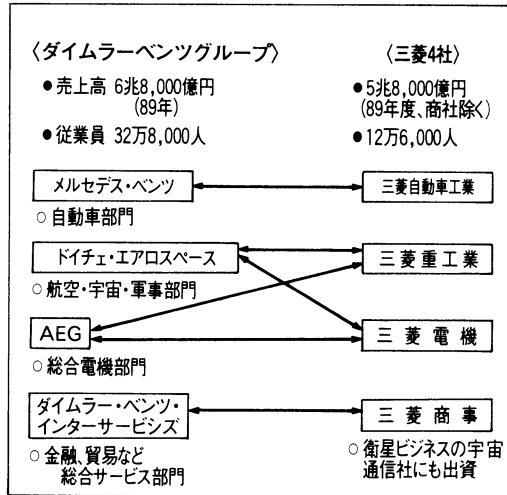 〈ダイムラーベンツグループ〉
●売上高 6兆8,000億円
(89年)
●従業員 32万8,000人
〈三菱4社〉
●5兆8,000億円
(89年度、商社除く)
●12万6,000人
メルセデス・ベンツ
三菱自動車工業
○自動車部門
ドイチェ・エアロスペース
三菱重工業
○航空・宇宙・軍事部門
AEG
三菱電機
○総合電機部門
ダイムラー・ベンツ・
インターサービシズ
三菱商事
○金融、貿易など
総合サービス部門
○衛星ビジネスの宇宙
通信社にも出資